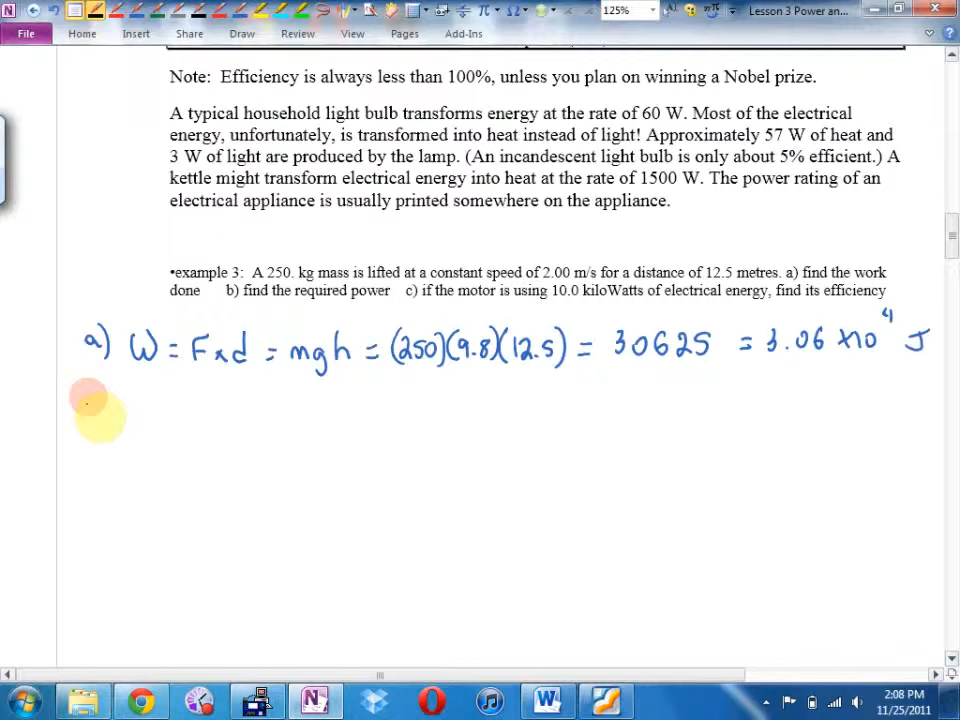 125%
Lesson 3 Power an...
File Home Insert Share Draw Review View Pages Add-Ins
Note: Efficiency is always less than 100%, unless you plan on winning a Nobel prize.
A typical household light bulb transforms energy at the rate of 60 W. Most of the electrical
energy, unfortunately, is transformed into heat instead of light! Approximately 57 W of heat and
3 W of light are produced by the lamp. (An incandescent light bulb is only about 5% efficient.) A
kettle might transform electrical energy into heat at the rate of 1500 W. The power rating of an
electrical appliance is usually printed somewhere on the appliance.
•example 3: A 250. kg mass is lifted at a constant speed of 2.00 m/s for a distance of 12.5 metres. a) find the work
done b) find the required power c) if the motor is using 10.0 kiloWatts of electrical energy, find its efficiency
a) W = F x d = mgh = (250)(9.8)(12.5) = 30625 = 3.06 x10⁴ J
2:08 PM
11/25/2011